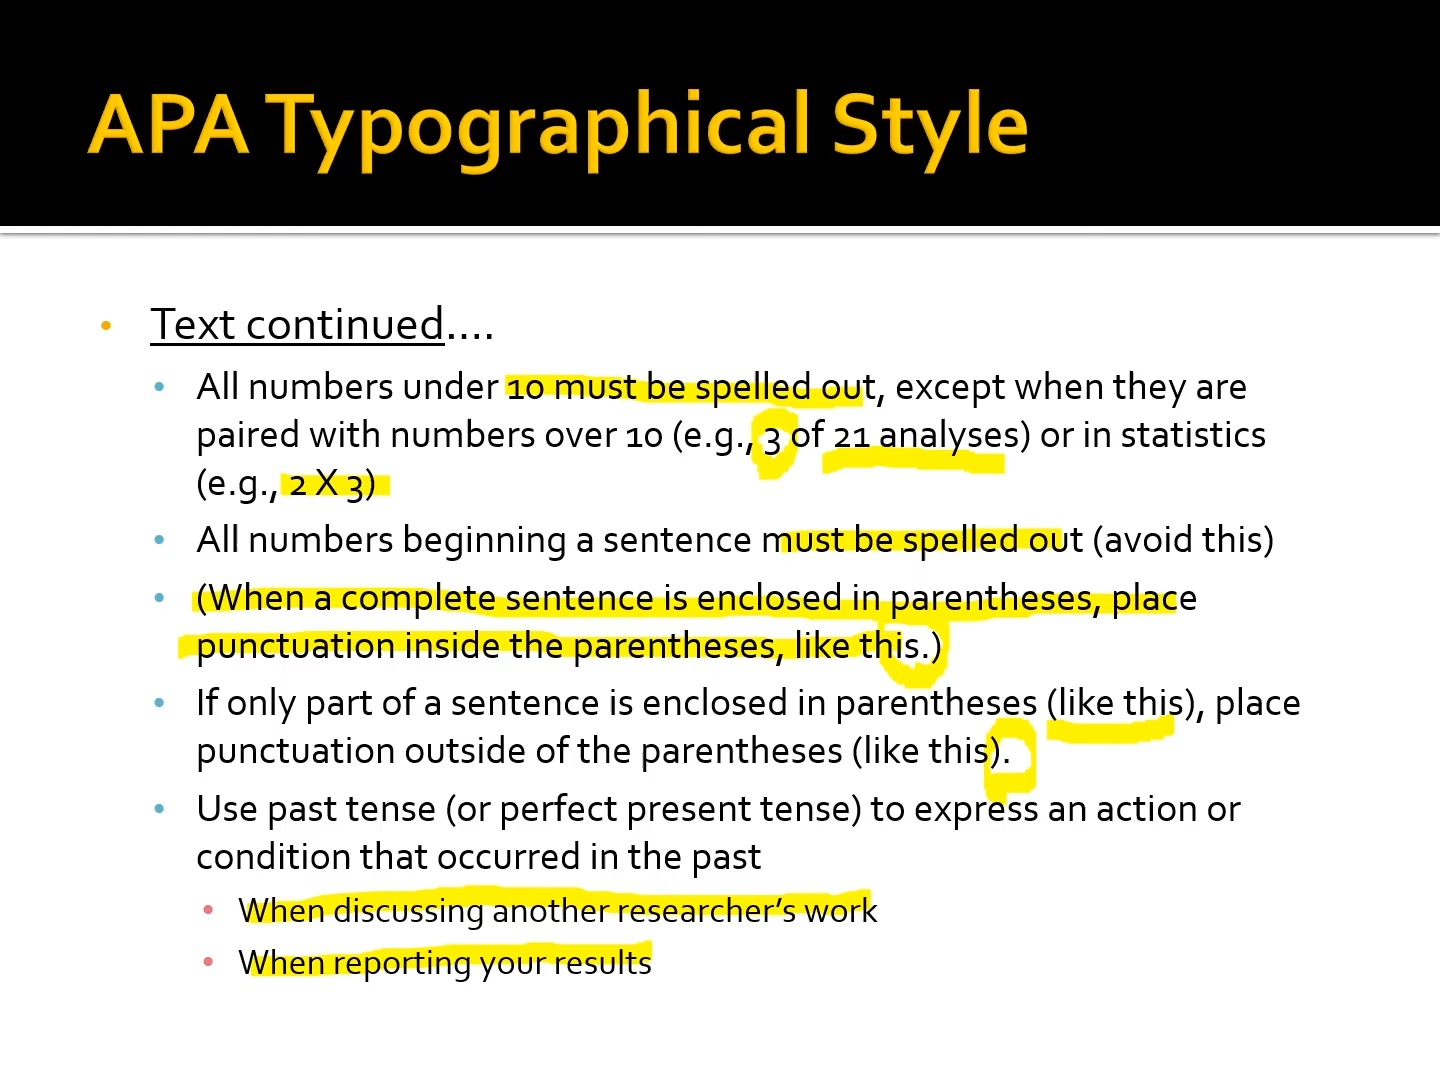 APA Typographical Style
• Text continued....
• All numbers under 10 must be spelled out, except when they are
paired with numbers over 10 (e.g., 3 of 21 analyses) or in statistics
(e.g., 2 X 3)
• All numbers beginning a sentence must be spelled out (avoid this)
• (When a complete sentence is enclosed in parentheses, place
punctuation inside the parentheses, like this.)
• If only part of a sentence is enclosed in parentheses (like this), place
punctuation outside of the parentheses (like this).
• Use past tense (or perfect present tense) to express an action or
condition that occurred in the past
• When discussing another researcher’s work
• When reporting your results